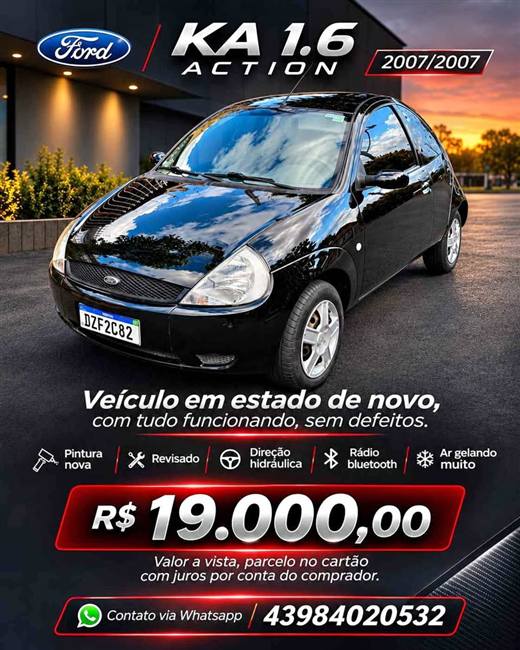 Ford
KA 1.6
ACTION
2007/2007
DZF2C82
Veículo em estado de novo,
com tudo funcionando, sem defeitos.
Pintura
nova
Revisado
Direção
hidráulica
Rádio
bluetooth
Ar gelando
muito
R$ 19.000,00
Valor a vista, parcelo no cartão
com juros por conta do comprador.
Contato via Whatsapp
43984020532